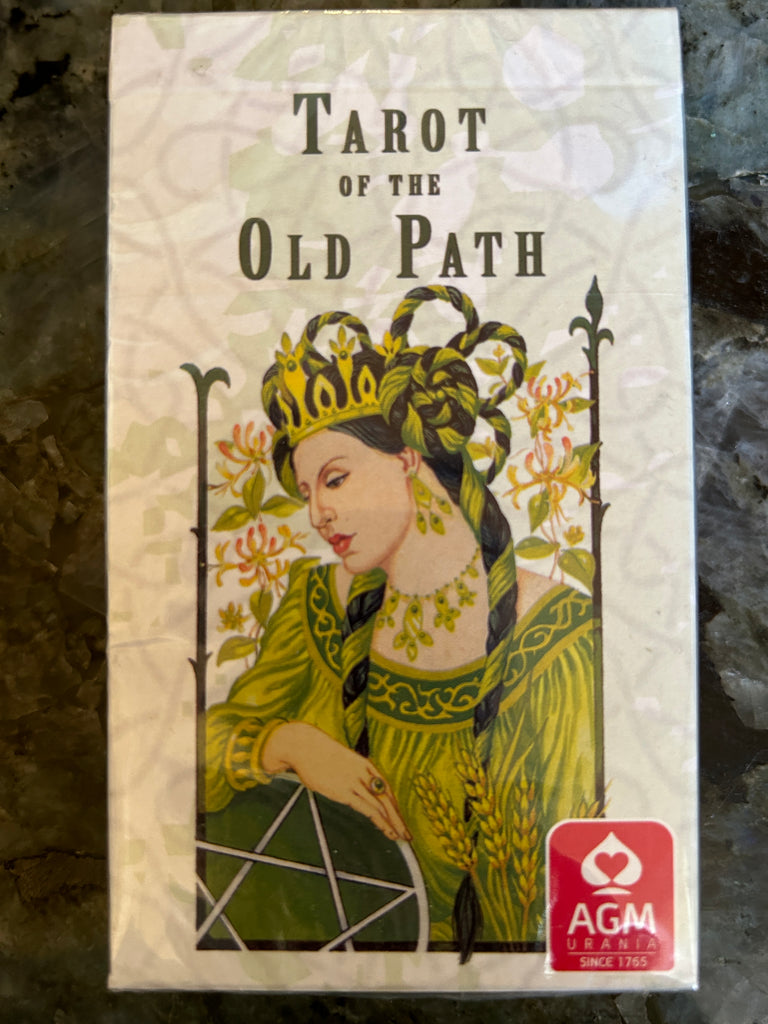 TAROT
OF THE
OLD PATH
AGM
URANIA
SINCE 1765